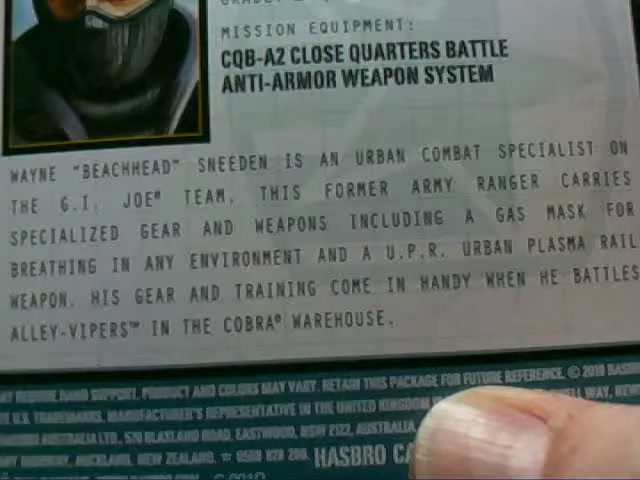 MISSION EQUIPMENT:
CQB-A2 CLOSE QUARTERS BATTLE
ANTI-ARMOR WEAPON SYSTEM
WAYNE "BEACHHEAD" SNEEDEN IS AN URBAN COMBAT SPECIALIST ON
THE G.I. JOE® TEAM. THIS FORMER ARMY RANGER CARRIES
SPECIALIZED GEAR AND WEAPONS INCLUDING A GAS MASK FOR
BREATHING IN ANY ENVIRONMENT AND A U.P.R. URBAN PLASMA RAIL
WEAPON. HIS GEAR AND TRAINING COME IN HANDY WHEN HE BATTLES
ALLEY-VIPERS™ IN THE COBRA® WAREHOUSE.
SUPPORT. PRODUCT AND COLORS MAY VARY. RETAIN THIS PACKAGE FOR FUTURE REFERENCE. © 2010
U.S. TRADEMARKS. MANUFACTURER'S REPRESENTATIVE IN THE UNITED KINGDOM WAY,
AUSTRALIA LTD., 570 BLAXLAND ROAD, EASTWOOD, NSW 2122, AUSTRALIA
AUCKLAND, NEW ZEALAND. HASBRO